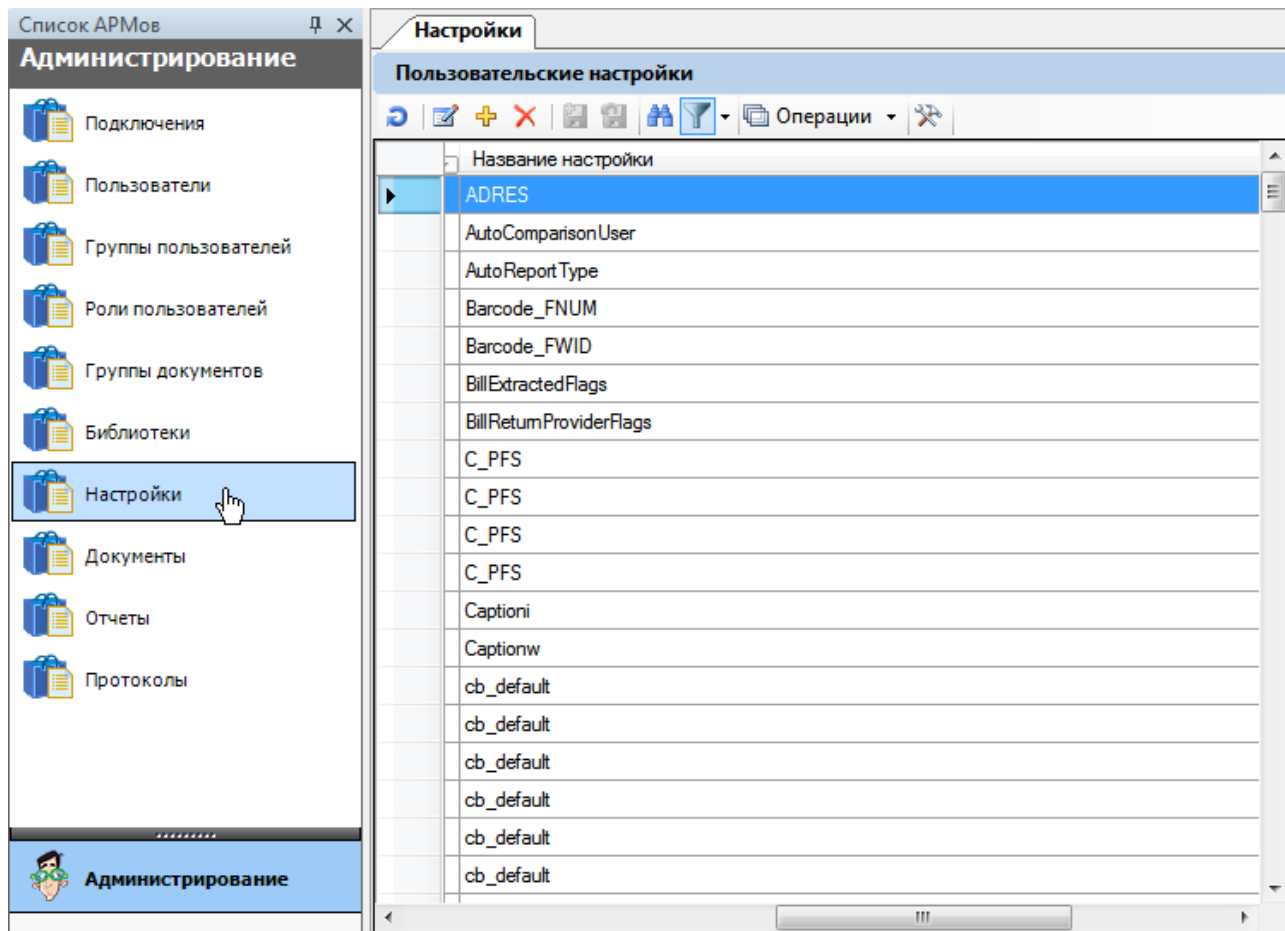 Список АРМов
Администрирование
Подключения
Пользователи
Группы пользователей
Роли пользователей
Группы документов
Библиотеки
Настройки
Документы
Отчеты
Протоколы
Администрирование
Настройки
Пользовательские настройки
Операции
Название настройки
ADRES
AutoComparisonUser
AutoReportType
Barcode_FNUM
Barcode_FWID
BillExtractedFlags
BillReturnProviderFlags
C_PFS
C_PFS
C_PFS
C_PFS
Captioni
Captionw
cb_default
cb_default
cb_default
cb_default
cb_default
cb_default